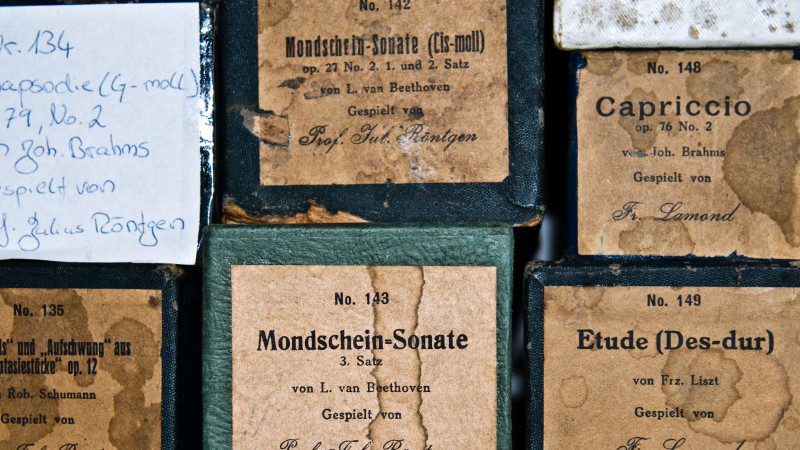 134
(G-moll)
79, No. 2
Joh. Brahms
von
Julius Röntgen
No. 142
Mondschein-Sonate (Cis-moll)
op. 27 No. 2. 1. und 2. Satz
von L. van Beethoven
Gespielt von
Prof. Jul. Röntgen
No. 148
Capriccio
op. 76 No. 2
von Joh. Brahms
Gespielt von
Fr. Lamond
No. 135
und „Aufschwung" aus
op. 12
Rob. Schumann
Gespielt von
No. 143
Mondschein-Sonate
3. Satz
von L. van Beethoven
Gespielt von
No. 149
Etude (Des-dur)
von Frz. Liszt
Gespielt von
Fr. Lamond